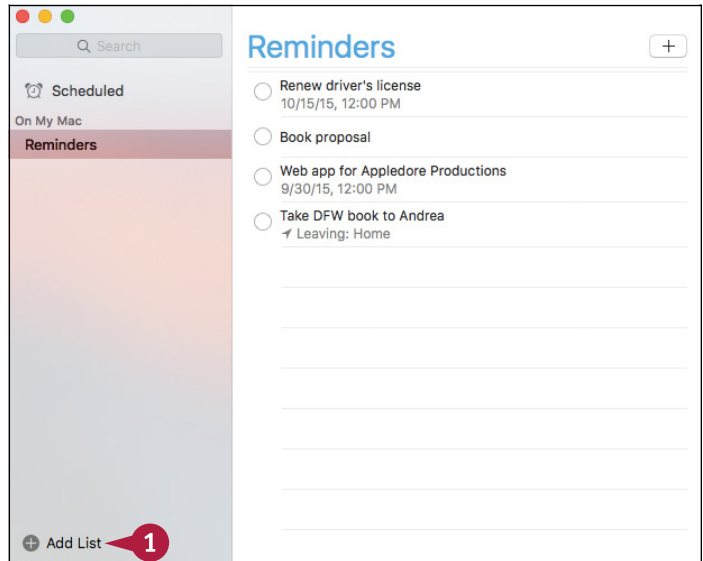 Search
Scheduled
On My Mac
Reminders
Add List
1
Reminders
+
Renew driver's license
10/15/15, 12:00 PM
Book proposal
Web app for Appledore Productions
9/30/15, 12:00 PM
Take DFW book to Andrea
Leaving: Home